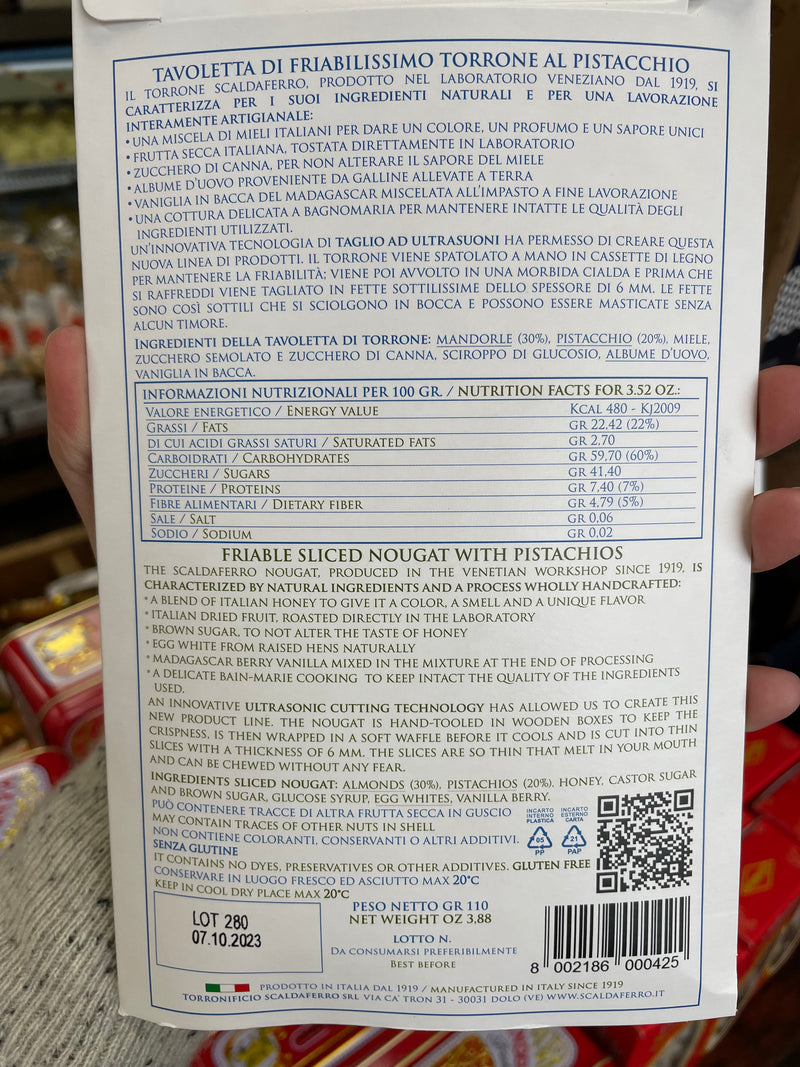 TAVOLETTA DI FRIABILISSIMO TORRONE AL PISTACCHIO
IL TORRONE SCALDAFERRO, PRODOTTO NEL LABORATORIO VENEZIANO DAL 1919, SI
CARATTERIZZA PER I SUOI INGREDIENTI NATURALI E PER UNA LAVORAZIONE
INTERAMENTE ARTIGIANALE:
• UNA MISCELA DI MIELI ITALIANI PER DARE UN COLORE, UN PROFUMO E UN SAPORE UNICI
• FRUTTA SECCA ITALIANA, TOSTATA DIRETTAMENTE IN LABORATORIO
• ZUCCHERO DI CANNA, PER NON ALTERARE IL SAPORE DEL MIELE
• ALBUME D'UOVO PROVENIENTE DA GALLINE ALLEVATE A TERRA
• VANIGLIA IN BACCA DEL MADAGASCAR MISCELATA ALL'IMPASTO A FINE LAVORAZIONE
• UNA COTTURA DELICATA A BAGNOMARIA PER MANTENERE INTATTE LE QUALITÀ DEGLI
INGREDIENTI UTILIZZATI.
UN'INNOVATIVA TECNOLOGIA DI TAGLIO AD ULTRASUONI HA PERMESSO DI CREARE QUESTA
NUOVA LINEA DI PRODOTTI. IL TORRONE VIENE SPATOLATO A MANO IN CASSETTE DI LEGNO
PER MANTENERE LA FRIABILITÀ; VIENE POI AVVOLTO IN UNA MORBIDA CIALDA E PRIMA CHE
SI RAFFREDDI VIENE TAGLIATO IN FETTE SOTTILISSIME DELLO SPESSORE DI 6 MM. LE FETTE
SONO COSÌ SOTTILI CHE SI SCIOLGONO IN BOCCA E POSSONO ESSERE MASTICATE SENZA
ALCUN TIMORE.
INGREDIENTI DELLA TAVOLETTA DI TORRONE: MANDORLE (30%), PISTACCHIO (20%), MIELE,
ZUCCHERO SEMOLATO E ZUCCHERO DI CANNA, SCIROPPO DI GLUCOSIO, ALBUME D'UOVO,
VANIGLIA IN BACCA.
INFORMAZIONI NUTRIZIONALI PER 100 GR. / NUTRITION FACTS FOR 3.52 OZ.:
VALORE ENERGETICO / ENERGY VALUE KCAL 480 - KJ2009
GRASSI / FATS GR 22.42 (22%)
DI CUI ACIDI GRASSI SATURI / SATURATED FATS GR 2.70
CARBOIDRATI / CARBOHYDRATES GR 59,70 (60%)
ZUCCHERI / SUGARS GR 41,40
PROTEINE / PROTEINS GR 7,40 (7%)
FIBRE ALIMENTARI / DIETARY FIBER GR 4.79 (5%)
SALE / SALT GR 0,06
SODIO / SODIUM GR 0.02
FRIABLE SLICED NOUGAT WITH PISTACHIOS
THE SCALDAFERRO NOUGAT, PRODUCED IN THE VENETIAN WORKSHOP SINCE 1919, IS
CHARACTERIZED BY NATURAL INGREDIENTS AND A PROCESS WHOLLY HANDCRAFTED:
* A BLEND OF ITALIAN HONEY TO GIVE IT A COLOR, A SMELL AND A UNIQUE FLAVOR
* ITALIAN DRIED FRUIT, ROASTED DIRECTLY IN THE LABORATORY
* BROWN SUGAR, TO NOT ALTER THE TASTE OF HONEY
* EGG WHITE FROM RAISED HENS NATURALLY
* MADAGASCAR BERRY VANILLA MIXED IN THE MIXTURE AT THE END OF PROCESSING
* A DELICATE BAIN-MARIE COOKING TO KEEP INTACT THE QUALITY OF THE INGREDIENTS
USED.
AN INNOVATIVE ULTRASONIC CUTTING TECHNOLOGY HAS ALLOWED US TO CREATE THIS
NEW PRODUCT LINE. THE NOUGAT IS HAND-TOOLED IN WOODEN BOXES TO KEEP THE
CRISPNESS, IS THEN WRAPPED IN A SOFT WAFFLE BEFORE IT COOLS AND IS CUT INTO THIN
SLICES WITH A THICKNESS OF 6 MM. THE SLICES ARE SO THIN THAT MELT IN YOUR MOUTH
AND CAN BE CHEWED WITHOUT ANY FEAR.
INGREDIENTS SLICED NOUGAT: ALMONDS (30%), PISTACHIOS (20%), HONEY, CASTOR SUGAR
AND BROWN SUGAR, GLUCOSE SYRUP, EGG WHITES, VANILLA BERRY.
PUÒ CONTENERE TRACCE DI ALTRA FRUTTA SECCA IN GUSCIO
MAY CONTAIN TRACES OF OTHER NUTS IN SHELL
NON CONTIENE COLORANTI, CONSERVANTI O ALTRI ADDITIVI.
SENZA GLUTINE
IT CONTAINS NO DYES, PRESERVATIVES OR OTHER ADDITIVES. GLUTEN FREE
CONSERVARE IN LUOGO FRESCO ED ASCIUTTO MAX 20°C
KEEP IN COOL DRY PLACE MAX 20°C
INCARTO INTERNO PLASTICA
05
PP
INCARTO ESTERNO CARTA
21
PAP
LOT 280
07.10.2023
PESO NETTO GR 110
NET WEIGHT OZ 3,88
LOTTO N.
DA CONSUMARSI PREFERIBILMENTE
BEST BEFORE
8 002186 000425
PRODOTTO IN ITALIA DAL 1919 / MANUFACTURED IN ITALY SINCE 1919
TORRONIFICIO SCALDAFERRO SRL VIA CA' TRON 31 - 30031 DOLO (VE) WWW.SCALDAFERRO.IT